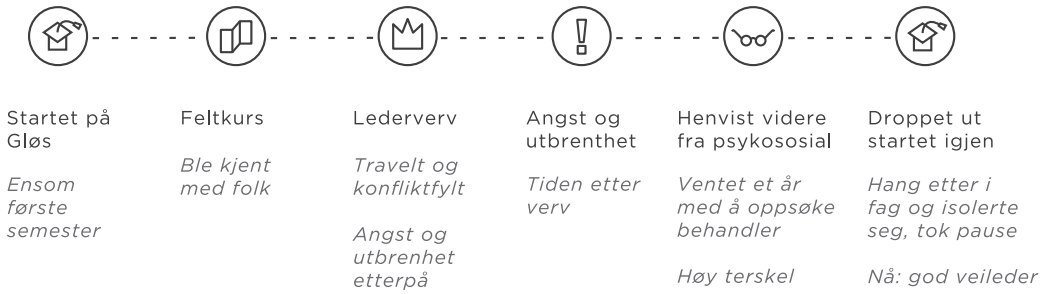 Startet på
Gløs
Ensom
første
semester
Feltkurs
Ble kjent
med folk
Lederverv
Travelt og
konfliktfylt
Angst og
utbrenhet
etterpå
Angst og
utbrenthet
Tiden etter
verv
Henvist videre
fra psykososial
Ventet et år
med å oppsøke
behandler
Høy terskel
Droppet ut
startet igjen
Hang etter i
fag og isolerte
seg, tok pause
Nå: god veileder